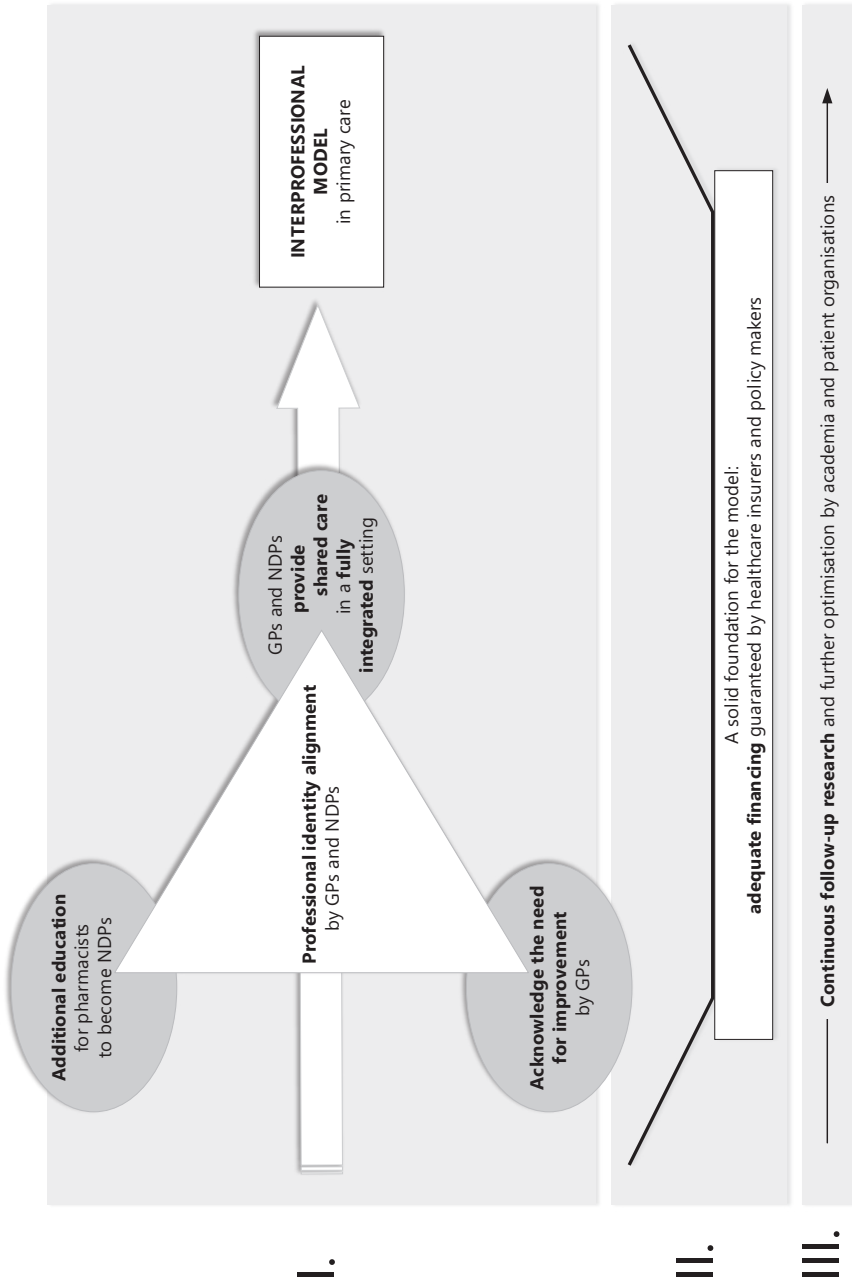 I.
Additional education
for pharmacists
to become NDPs
Professional identity alignment
by GPs and NDPs
Acknowledge the need
for improvement
by GPs
GPs and NDPs
provide
shared care
in a fully
integrated setting
INTERPROFESSIONAL
MODEL
in primary care
II.
A solid foundation for the model:
adequate financing guaranteed by healthcare insurers and policy makers
III.
Continuous follow-up research and further optimisation by academia and patient organisations